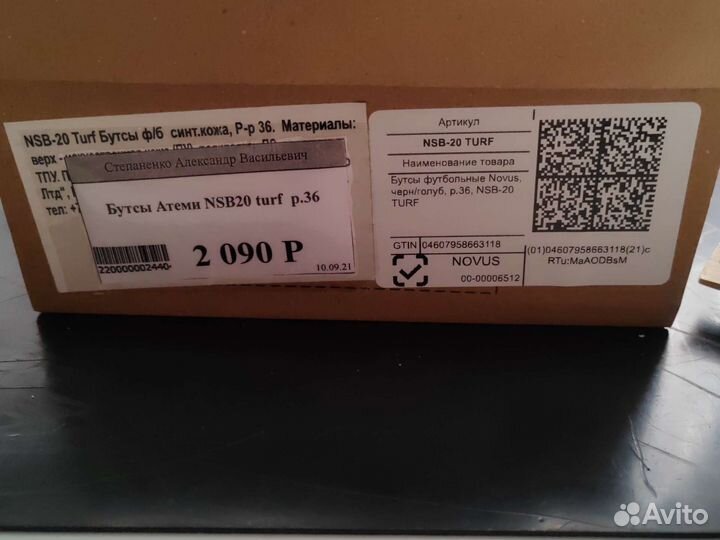 NSB-20 Turf Бутсы ф/б синт.кожа, Р-р 36. Материалы:
верх -
ТПУ. П
Лтд",
тел: +7
Степаненко Александр Васильевич
Бутсы Атеми NSB20 turf р.36
2 090 Р
220000002440
10.09.21
Артикул
NSB-20 TURF
Наименование товара
Бутсы футбольные Novus,
черн/голуб, р.36, NSB-20
TURF
GTIN 04607958663118
NOVUS
00-00006512
(01)04607958663118(21)c
RTu:MaAODBsM
Avito